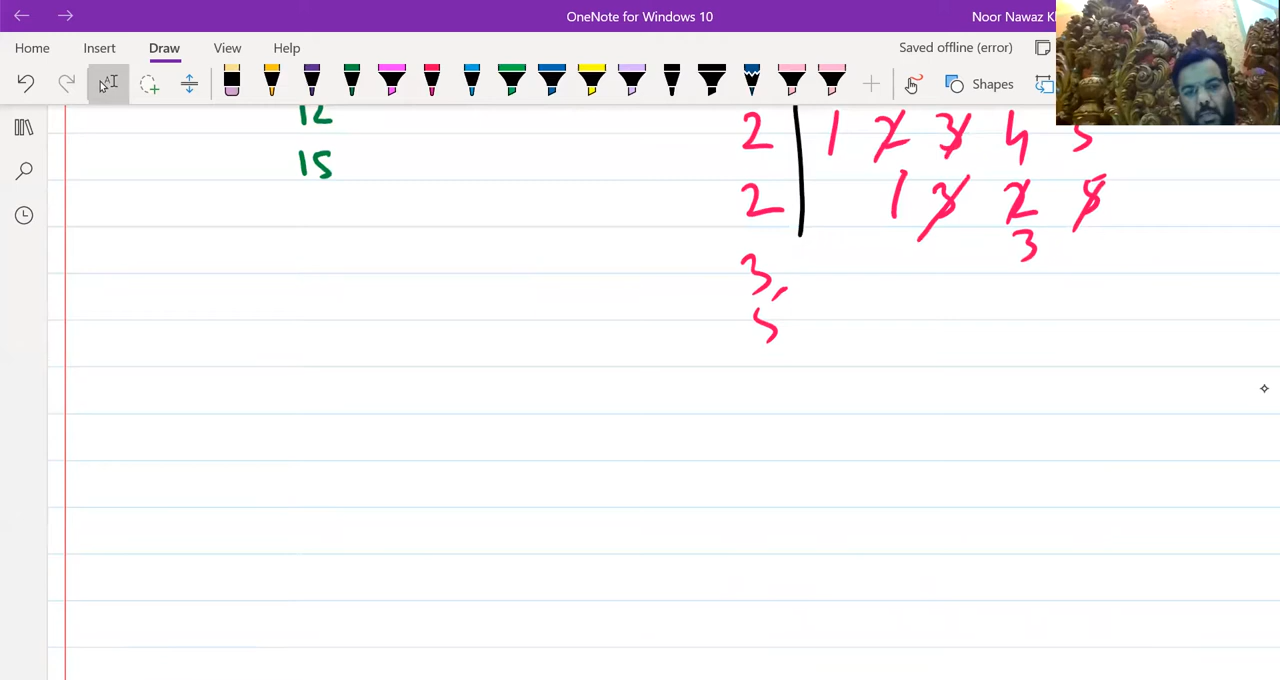 OneNote for Windows 10
Noor Nawaz Kh
Home Insert Draw View Help
Saved offline (error)
Shapes
12
15
2 1 2 3 4 5
2 1 3 2 5
3
3,
5